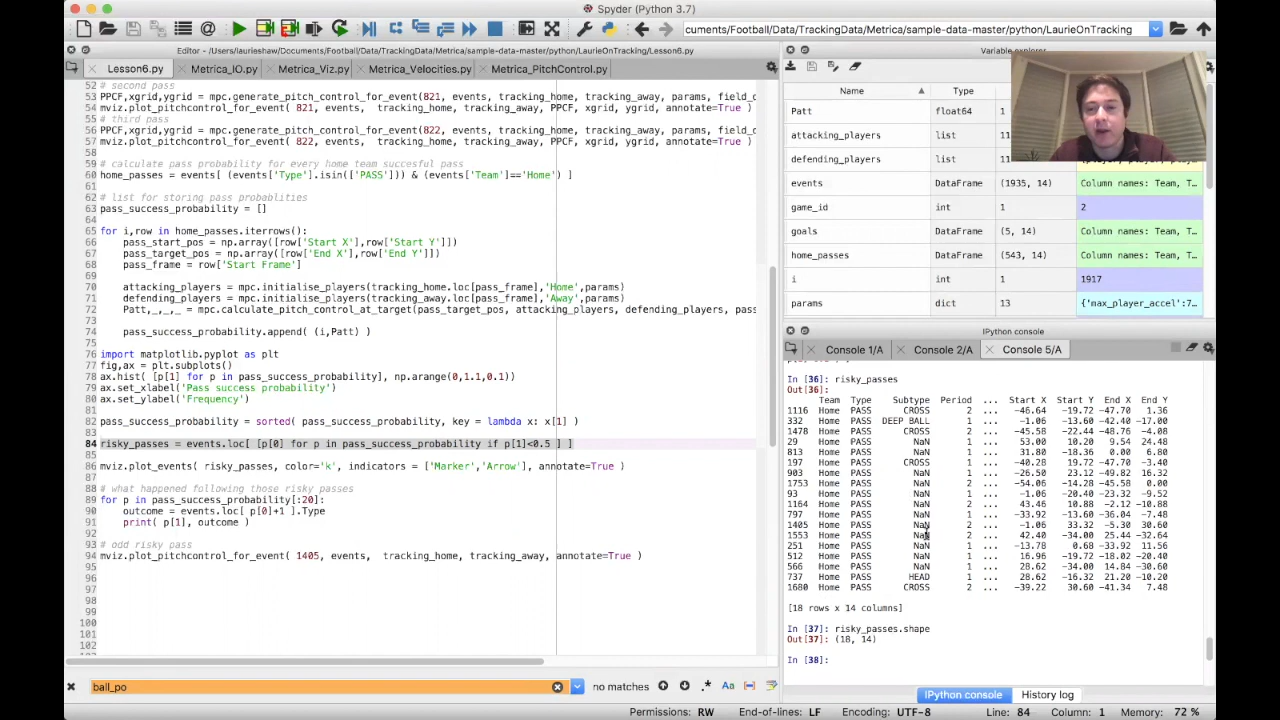 Spyder (Python 3.7)
cuments/Football/Data/TrackingData/Metrica/sample-data-master/python/LaurieOnTracking
Editor - /Users/laurieshaw/Documents/Football/Data/TrackingData/Metrica/sample-data-master/python/LaurieOnTracking/Lesson6.py
Lesson6.py
Metrica_IO.py
Metrica_Viz.py
Metrica_Velocities.py
Metrica_PitchControl.py
52 # second pass
53 PPCF,xgrid,ygrid = mpc.generate_pitch_control_for_event(821, events, tracking_home, tracking_away, params, field_d
54 mviz.plot_pitchcontrol_for_event( 821, events, tracking_home, tracking_away, PPCF, xgrid, ygrid, annotate=True )
55 # third pass
56 PPCF,xgrid,ygrid = mpc.generate_pitch_control_for_event(822, events, tracking_home, tracking_away, params, field_d
57 mviz.plot_pitchcontrol_for_event( 822, events, tracking_home, tracking_away, PPCF, xgrid, ygrid, annotate=True )
58
59 # calculate pass probability for every home team succesful pass
60 home_passes = events[ (events['Type'].isin(['PASS'])) & (events['Team']=='Home') ]
61
62 # list for storing pass probablities
63 pass_success_probability = []
64
65 for i,row in home_passes.iterrows():
66 pass_start_pos = np.array([row['Start X'],row['Start Y']])
67 pass_target_pos = np.array([row['End X'],row['End Y']])
68 pass_frame = row['Start Frame']
69
70 attacking_players = mpc.initialise_players(tracking_home.loc[pass_frame],'Home',params)
71 defending_players = mpc.initialise_players(tracking_away.loc[pass_frame],'Away',params)
72 Patt,_,_,_ = mpc.calculate_pitch_control_at_target(pass_target_pos, attacking_players, defending_players, pass
73
74 pass_success_probability.append( (i,Patt) )
75
76 import matplotlib.pyplot as plt
77 fig,ax = plt.subplots()
78 ax.hist( [p[1] for p in pass_success_probability], np.arange(0,1.1,0.1))
79 ax.set_xlabel('Pass success probability')
80 ax.set_ylabel('Frequency')
81
82 pass_success_probability = sorted( pass_success_probability, key = lambda x: x[1] )
83
84 risky_passes = events.loc[ [p[0] for p in pass_success_probability if p[1]<0.5 ] ]
85
86 mviz.plot_events( risky_passes, color='k', indicators = ['Marker','Arrow'], annotate=True )
87
88 # what happened following those risky passes
89 for p in pass_success_probability[:20]:
90 outcome = events.loc[ p[0]+1 ].Type
91 print( p[1], outcome )
92
93 # odd risky pass
94 mviz.plot_pitchcontrol_for_event( 1405, events, tracking_home, tracking_away, annotate=True )
95
96
97
98
99
100
101
102
ball_po
no matches
Aa
Variable explorer
Name Type
Patt float64 1
attacking_players list 11
defending_players list 11
events DataFrame (1935, 14) Column names: Team, T…
game_id int 1 2
goals DataFrame (5, 14) Column names: Team, T…
home_passes DataFrame (543, 14) Column names: Team, T…
i int 1 1917
params dict 13 {'max_player_accel':7…
IPython console
Console 1/A
Console 2/A
Console 5/A
In [36]: risky_passes
Out[36]:
Team Type Subtype Period ... Start X Start Y End X End Y
1116 Home PASS CROSS 2 ... -46.64 -19.72 -47.70 1.36
332 Home PASS DEEP BALL 1 ... -1.06 -13.60 -42.40 -17.00
1478 Home PASS CROSS 2 ... -45.58 -22.44 -48.76 -4.08
29 Home PASS NaN 1 ... 53.00 10.20 9.54 24.48
813 Home PASS NaN 1 ... 31.80 -18.36 0.00 6.80
197 Home PASS CROSS 1 ... -40.28 19.72 -47.70 -3.40
903 Home PASS NaN 1 ... -26.50 23.12 -49.82 16.32
1753 Home PASS NaN 2 ... -54.06 -14.28 -45.58 0.00
93 Home PASS NaN 1 ... -1.06 -20.40 -23.32 -9.52
1164 Home PASS NaN 2 ... 43.46 10.88 -2.12 -10.88
797 Home PASS NaN 1 ... -33.92 -13.60 -36.04 -7.48
1405 Home PASS NaN 2 ... -1.06 33.32 -5.30 30.60
1553 Home PASS NaN 2 ... 42.40 -34.00 25.44 -32.64
251 Home PASS NaN 1 ... -13.78 0.68 -33.92 11.56
512 Home PASS NaN 1 ... 16.96 -19.72 -18.02 -20.40
566 Home PASS NaN 1 ... 28.62 -34.00 14.84 -30.60
737 Home PASS HEAD 1 ... 28.62 -16.32 21.20 -10.20
1680 Home PASS CROSS 2 ... -39.22 30.60 -41.34 7.48
[18 rows x 14 columns]
In [37]: risky_passes.shape
Out[37]: (18, 14)
In [38]:
IPython console
History log
Permissions: RW End-of-lines: LF Encoding: UTF-8 Line: 84 Column: 1 Memory: 72 %